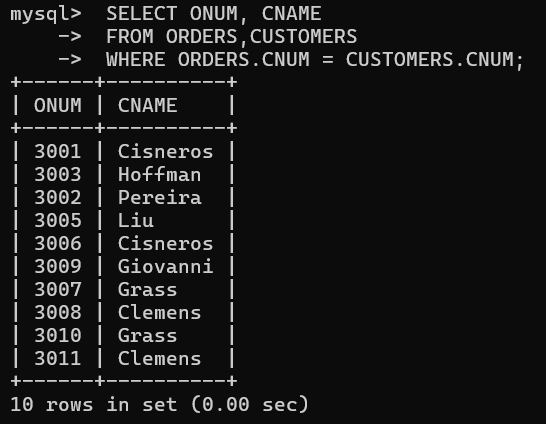 mysql>  SELECT ONUM, CNAME
    ->  FROM ORDERS,CUSTOMERS
    ->  WHERE ORDERS.CNUM = CUSTOMERS.CNUM;
+------+----------+
| ONUM | CNAME    |
+------+----------+
| 3001 | Cisneros |
| 3003 | Hoffman  |
| 3002 | Pereira  |
| 3005 | Liu      |
| 3006 | Cisneros |
| 3009 | Giovanni |
| 3007 | Grass    |
| 3008 | Clemens  |
| 3010 | Grass    |
| 3011 | Clemens  |
+------+----------+
10 rows in set (0.00 sec)